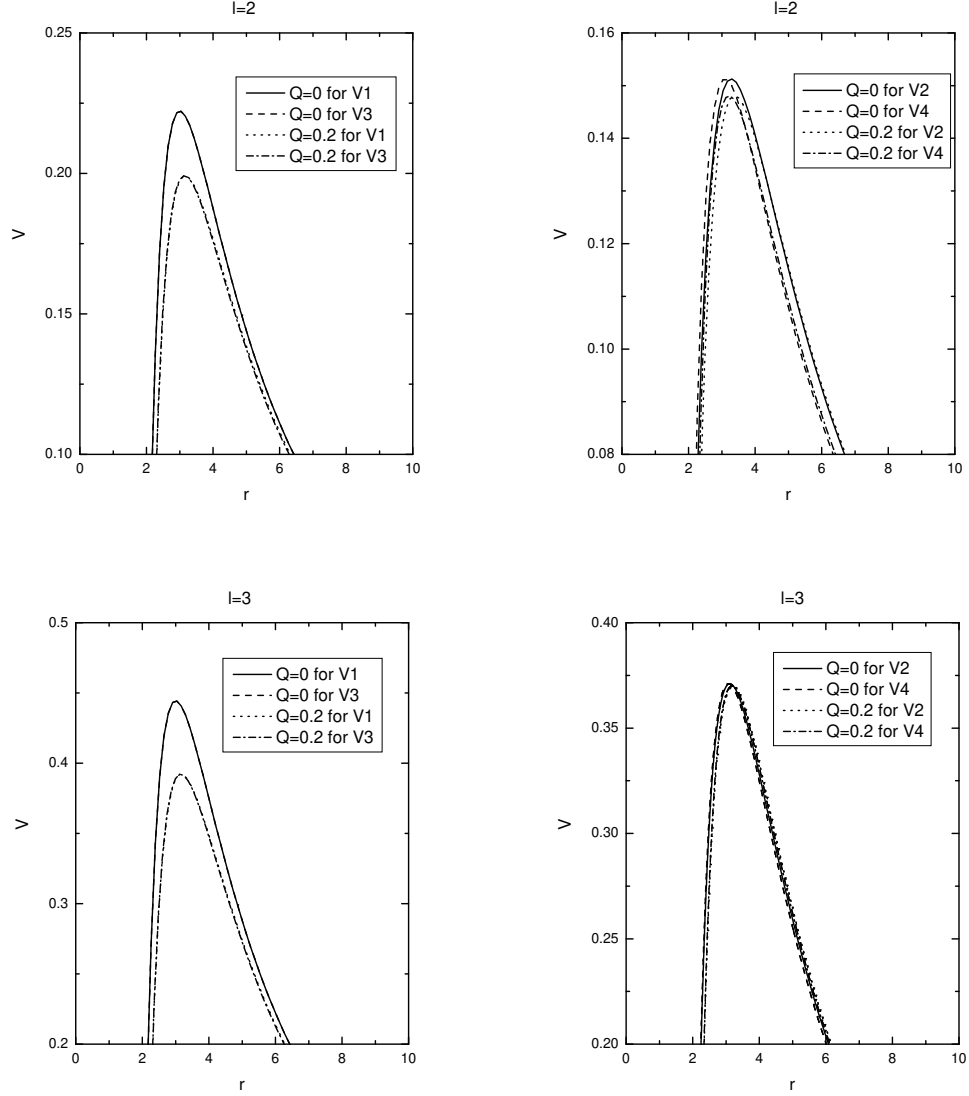 l=2
0.25
0.20
0.15
0.10
V
0 2 4 6 8 10
r
Q=0 for V1
Q=0 for V3
Q=0.2 for V1
Q=0.2 for V3
l=2
0.16
0.14
0.12
0.10
0.08
V
0 2 4 6 8 10
r
Q=0 for V2
Q=0 for V4
Q=0.2 for V2
Q=0.2 for V4
l=3
0.5
0.4
0.3
0.2
V
0 2 4 6 8 10
r
Q=0 for V1
Q=0 for V3
Q=0.2 for V1
Q=0.2 for V3
l=3
0.40
0.35
0.30
0.25
0.20
V
0 2 4 6 8 10
r
Q=0 for V2
Q=0 for V4
Q=0.2 for V2
Q=0.2 for V4